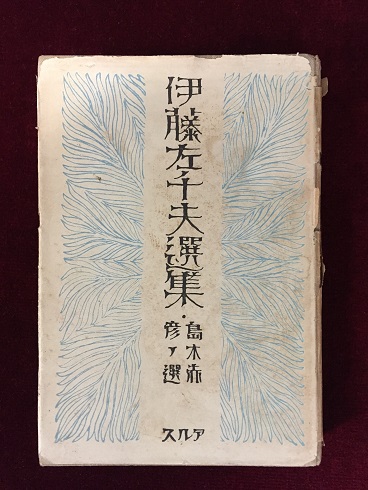 伊藤左千夫選集・
島木赤
彦 選
アルス